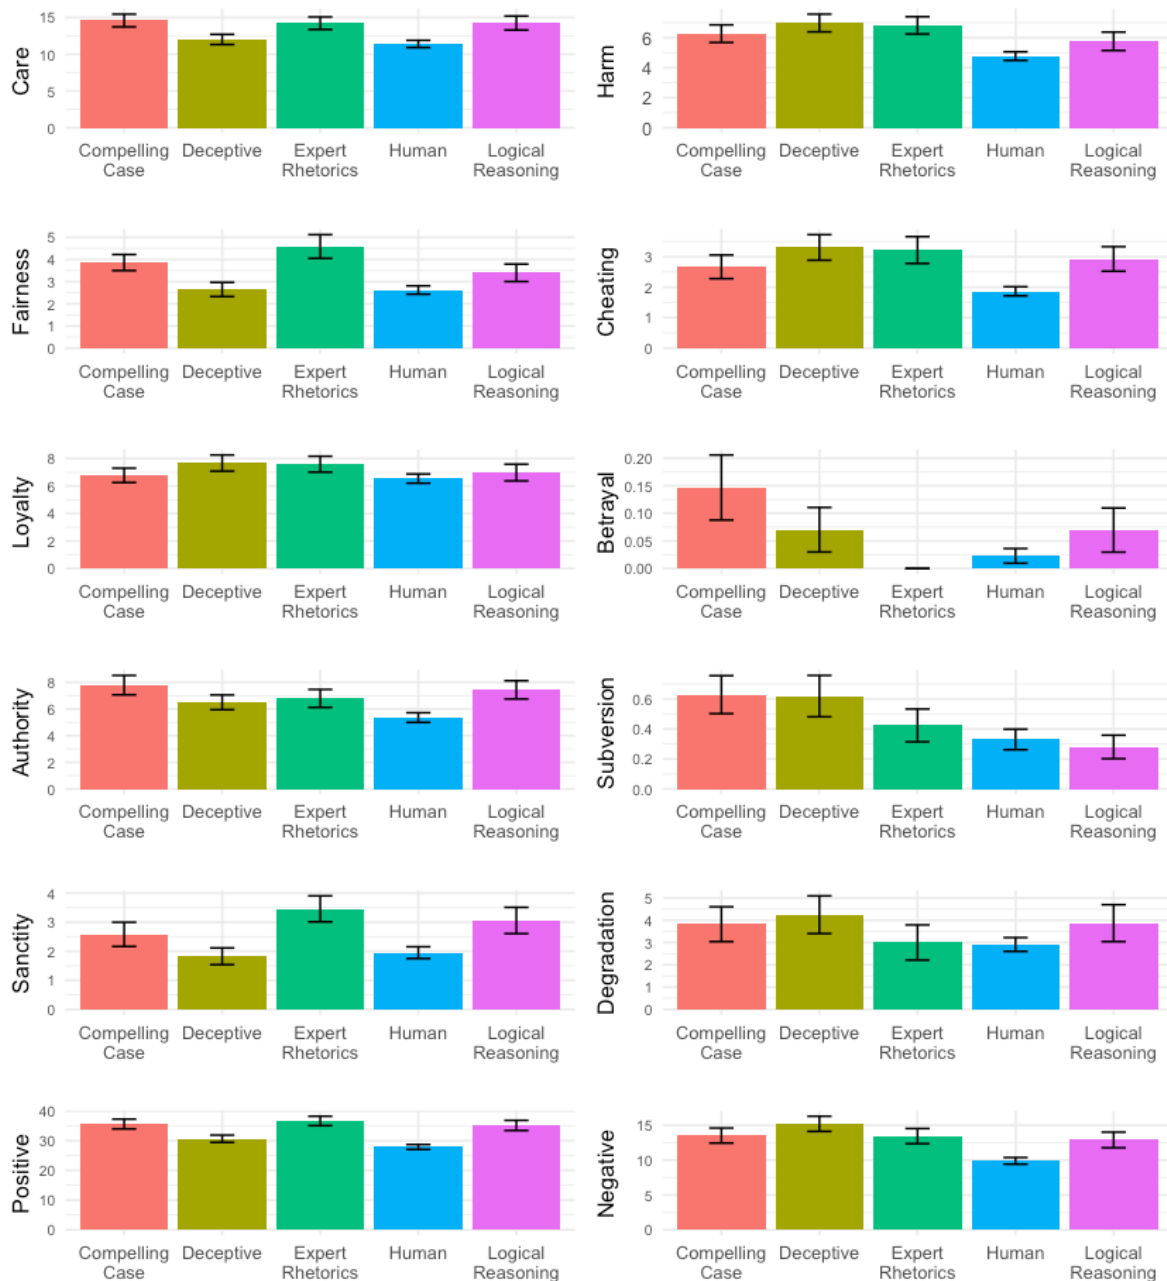 Care
15
10
5
0
Compelling Case
Deceptive
Expert Rhetorics
Human
Logical Reasoning
Harm
6
4
2
0
Compelling Case
Deceptive
Expert Rhetorics
Human
Logical Reasoning
Fairness
5
4
3
2
1
0
Compelling Case
Deceptive
Expert Rhetorics
Human
Logical Reasoning
Cheating
3
2
1
0
Compelling Case
Deceptive
Expert Rhetorics
Human
Logical Reasoning
Loyalty
8
6
4
2
0
Compelling Case
Deceptive
Expert Rhetorics
Human
Logical Reasoning
Betrayal
0.20
0.15
0.10
0.05
0.00
Compelling Case
Deceptive
Expert Rhetorics
Human
Logical Reasoning
Authority
8
6
4
2
0
Compelling Case
Deceptive
Expert Rhetorics
Human
Logical Reasoning
Subversion
0.6
0.4
0.2
0.0
Compelling Case
Deceptive
Expert Rhetorics
Human
Logical Reasoning
Sanctity
4
3
2
1
0
Compelling Case
Deceptive
Expert Rhetorics
Human
Logical Reasoning
Degradation
5
4
3
2
1
0
Compelling Case
Deceptive
Expert Rhetorics
Human
Logical Reasoning
Positive
40
30
20
10
0
Compelling Case
Deceptive
Expert Rhetorics
Human
Logical Reasoning
Negative
15
10
5
0
Compelling Case
Deceptive
Expert Rhetorics
Human
Logical Reasoning